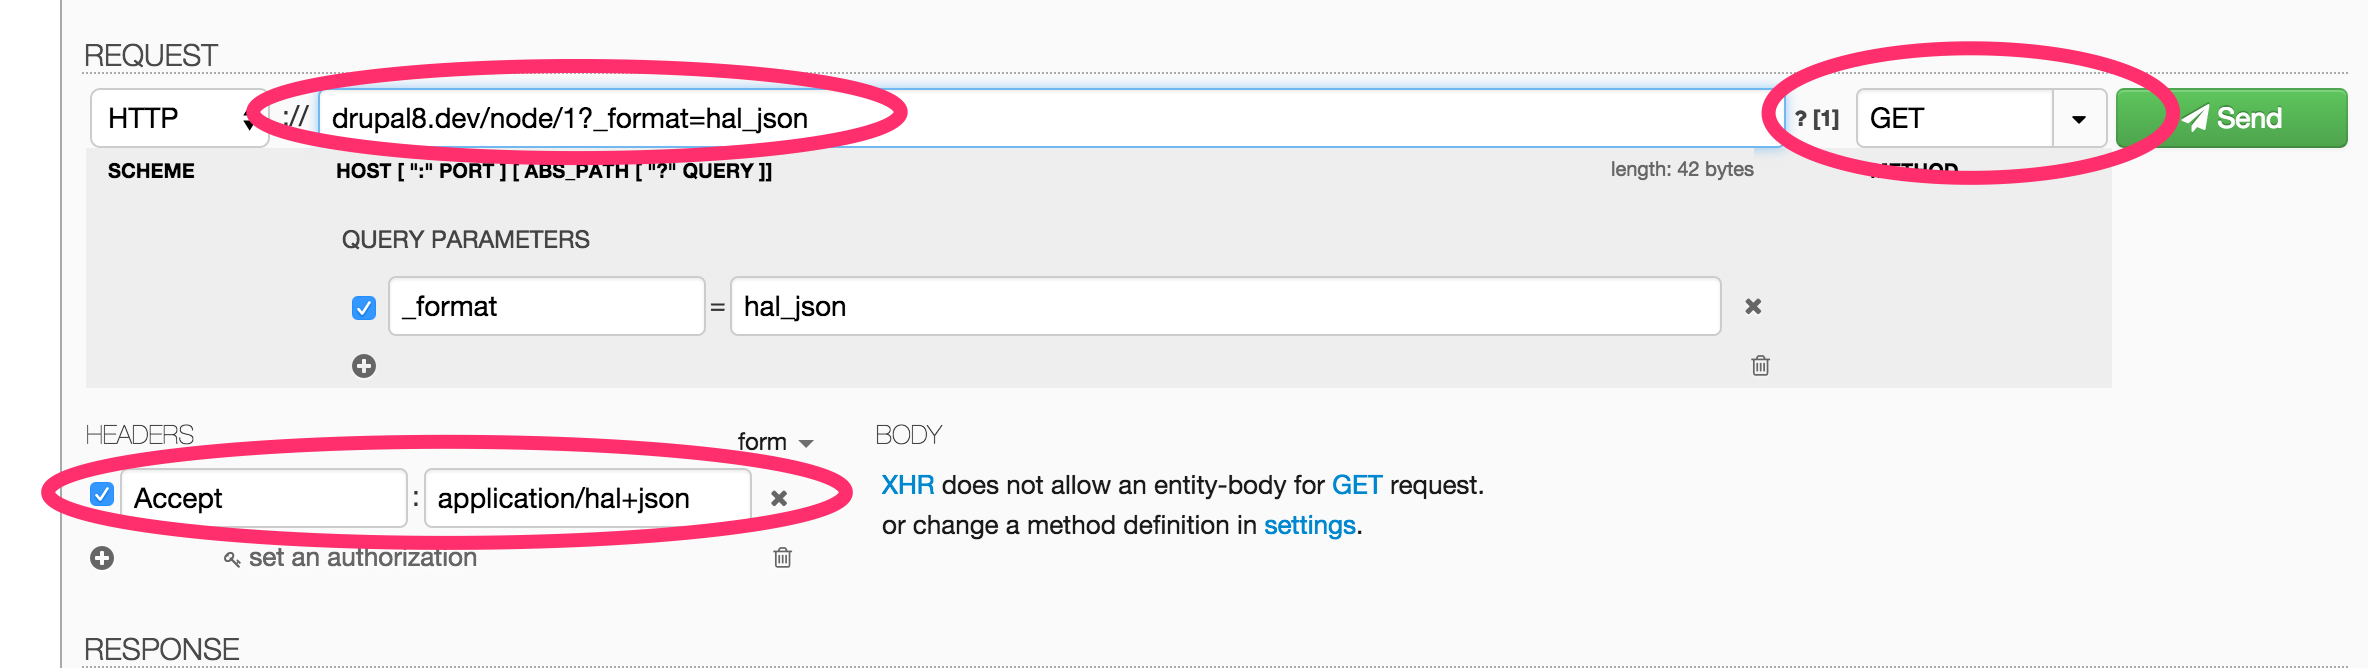 REQUEST
HTTP :// drupal8.dev/node/1?_format=hal_json ? [1] GET Send
SCHEME HOST [ ":" PORT ] [ ABS_PATH [ "?" QUERY ]] length: 42 bytes METHOD
QUERY PARAMETERS
_format = hal_json
HEADERS form BODY
Accept : application/hal+json XHR does not allow an entity-body for GET request.
or change a method definition in settings.
set an authorization
RESPONSE